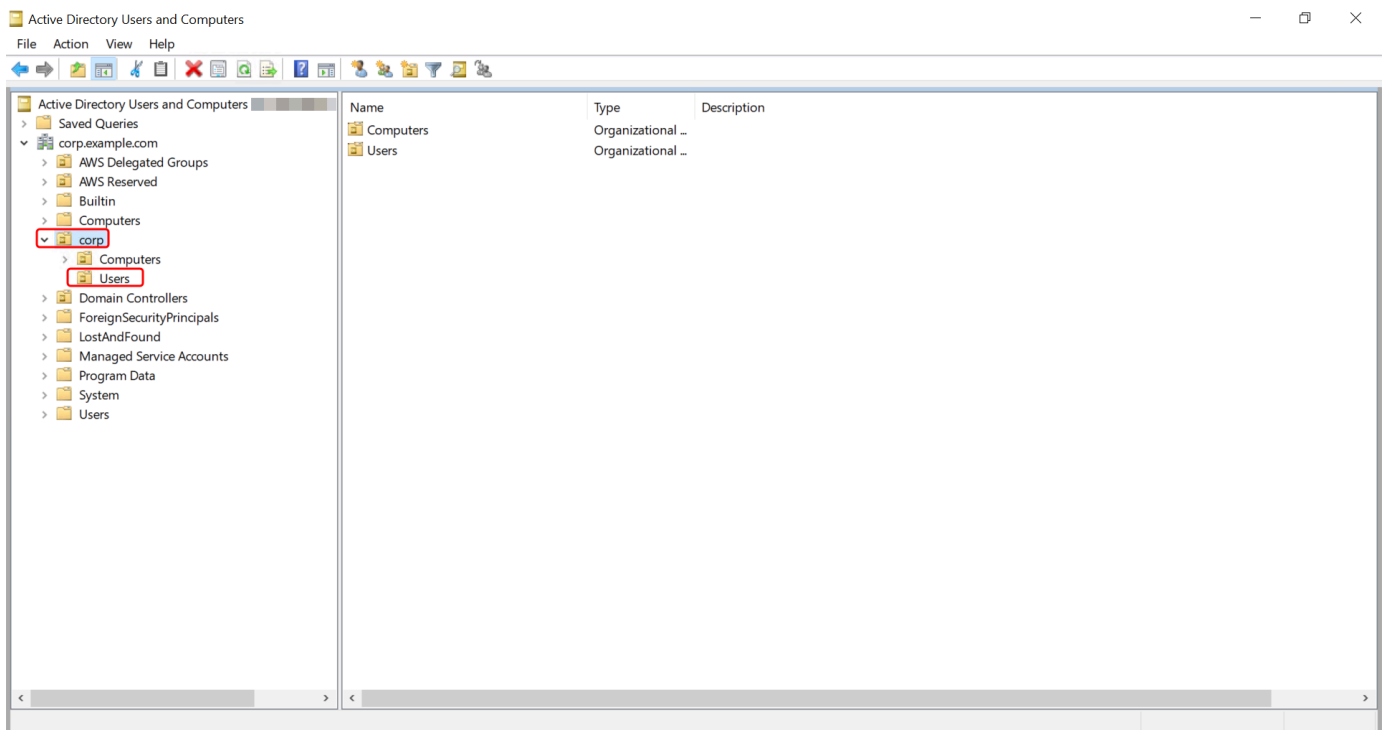 Active Directory Users and Computers
File Action View Help
Active Directory Users and Computers
Saved Queries
corp.example.com
AWS Delegated Groups
AWS Reserved
Builtin
Computers
corp
Computers
Users
Domain Controllers
ForeignSecurityPrincipals
LostAndFound
Managed Service Accounts
Program Data
System
Users
Name Type Description
Computers Organizational ...
Users Organizational ...